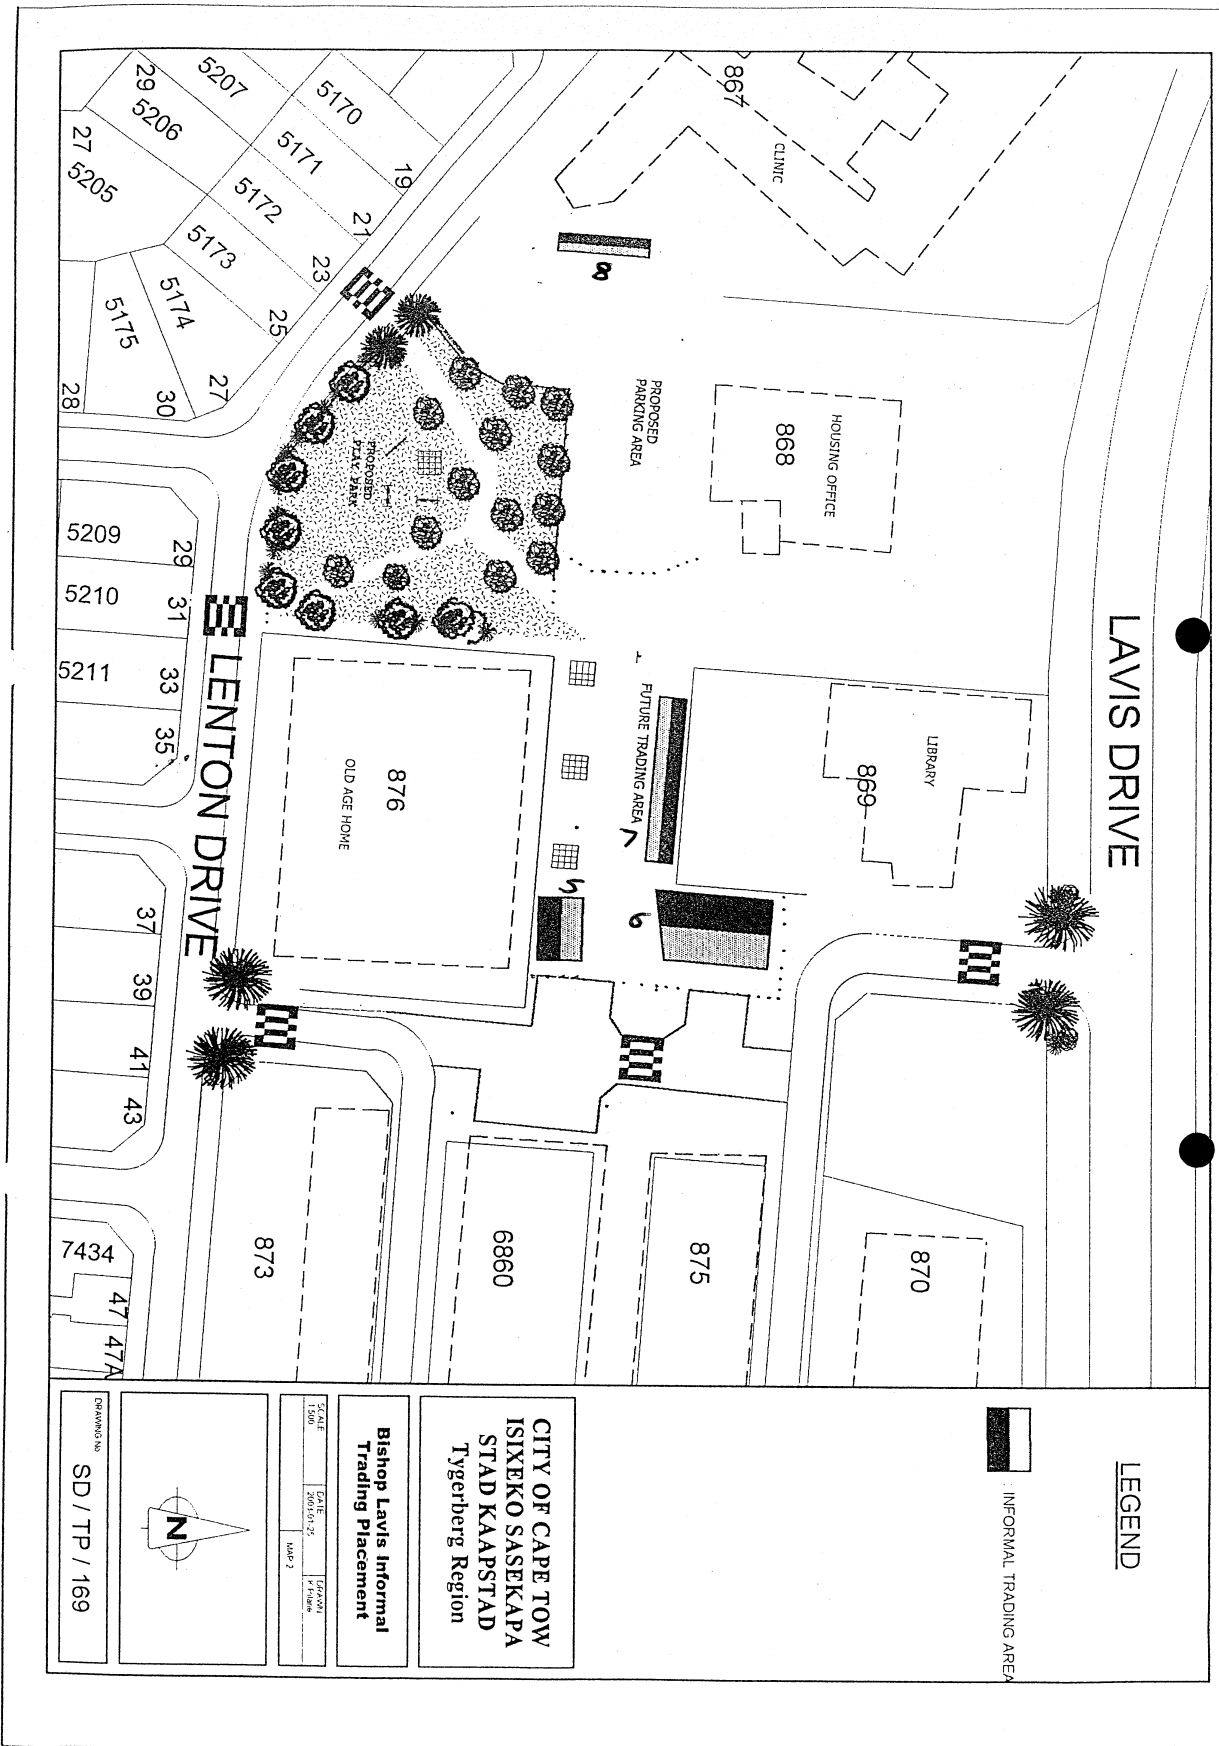 LAVIS DRIVE
LENTON DRIVE
867
CLINIC
8
PROPOSED
PARKING AREA
868
HOUSING OFFICE
PROPOSED
PLAY PARK
LIBRARY
869
FUTURE TRADING AREA
7
876
OLD AGE HOME
5
6
873
6860
875
870
5207
29
5206
27
5205
5170
5171
5172
5173
5174
5175
19
21
23
25
27
30
28
5209
5210
5211
29
31
33
35
37
39
41
43
7434
47
47A
LEGEND
: INFORMAL TRADING AREA
CITY OF CAPE TOW
ISIXEKO SASEKAPA
STAD KAAPSTAD
Tygerberg Region
Bishop Lavis Informal
Trading Placement
SCALE
1:500
DATE
DRAWN
MAP 2
N
DRAWING No
SD / TP / 169